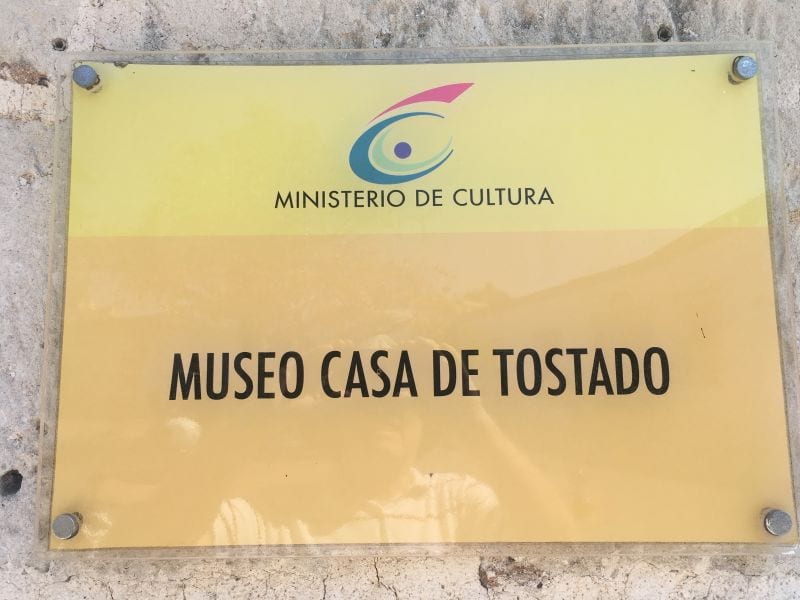 MINISTERIO DE CULTURA
MUSEO CASA DE TOSTADO